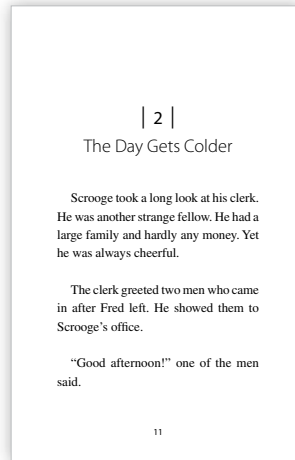 | 2 |
The Day Gets Colder
Scrooge took a long look at his clerk.
He was another strange fellow. He had a
large family and hardly any money. Yet
he was always cheerful.
The clerk greeted two men who came
in after Fred left. He showed them to
Scrooge’s office.
“Good afternoon!” one of the men
said.
11